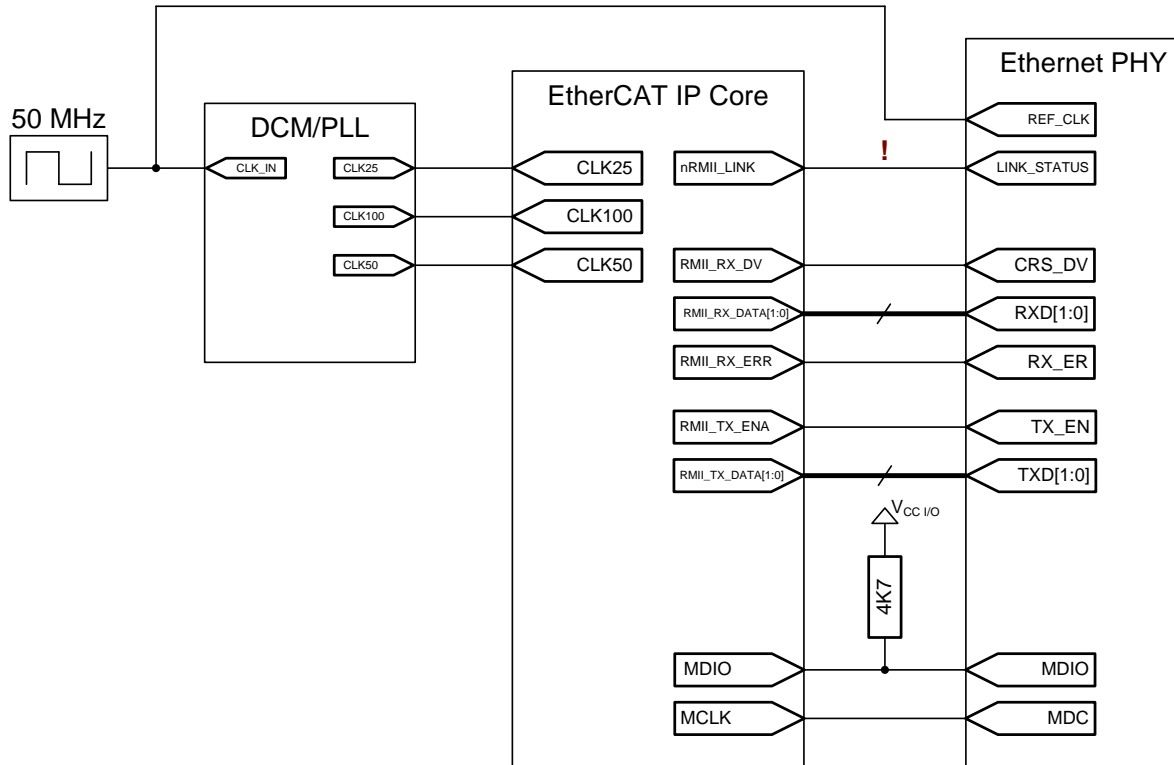 Ethernet PHY
EtherCAT IP Core
50 MHz
DCM/PLL
REF_CLK
!
CLK_IN
CLK25
CLK25
nRMII_LINK
LINK_STATUS
CLK100
CLK100
CLK50
CLK50
RMII_RX_DV
CRS_DV
RMII_RX_DATA[1:0]
RXD[1:0]
RMII_RX_ERR
RX_ER
RMII_TX_ENA
TX_EN
RMII_TX_DATA[1:0]
TXD[1:0]
VCC I/O
4K7
MDIO
MDIO
MCLK
MDC